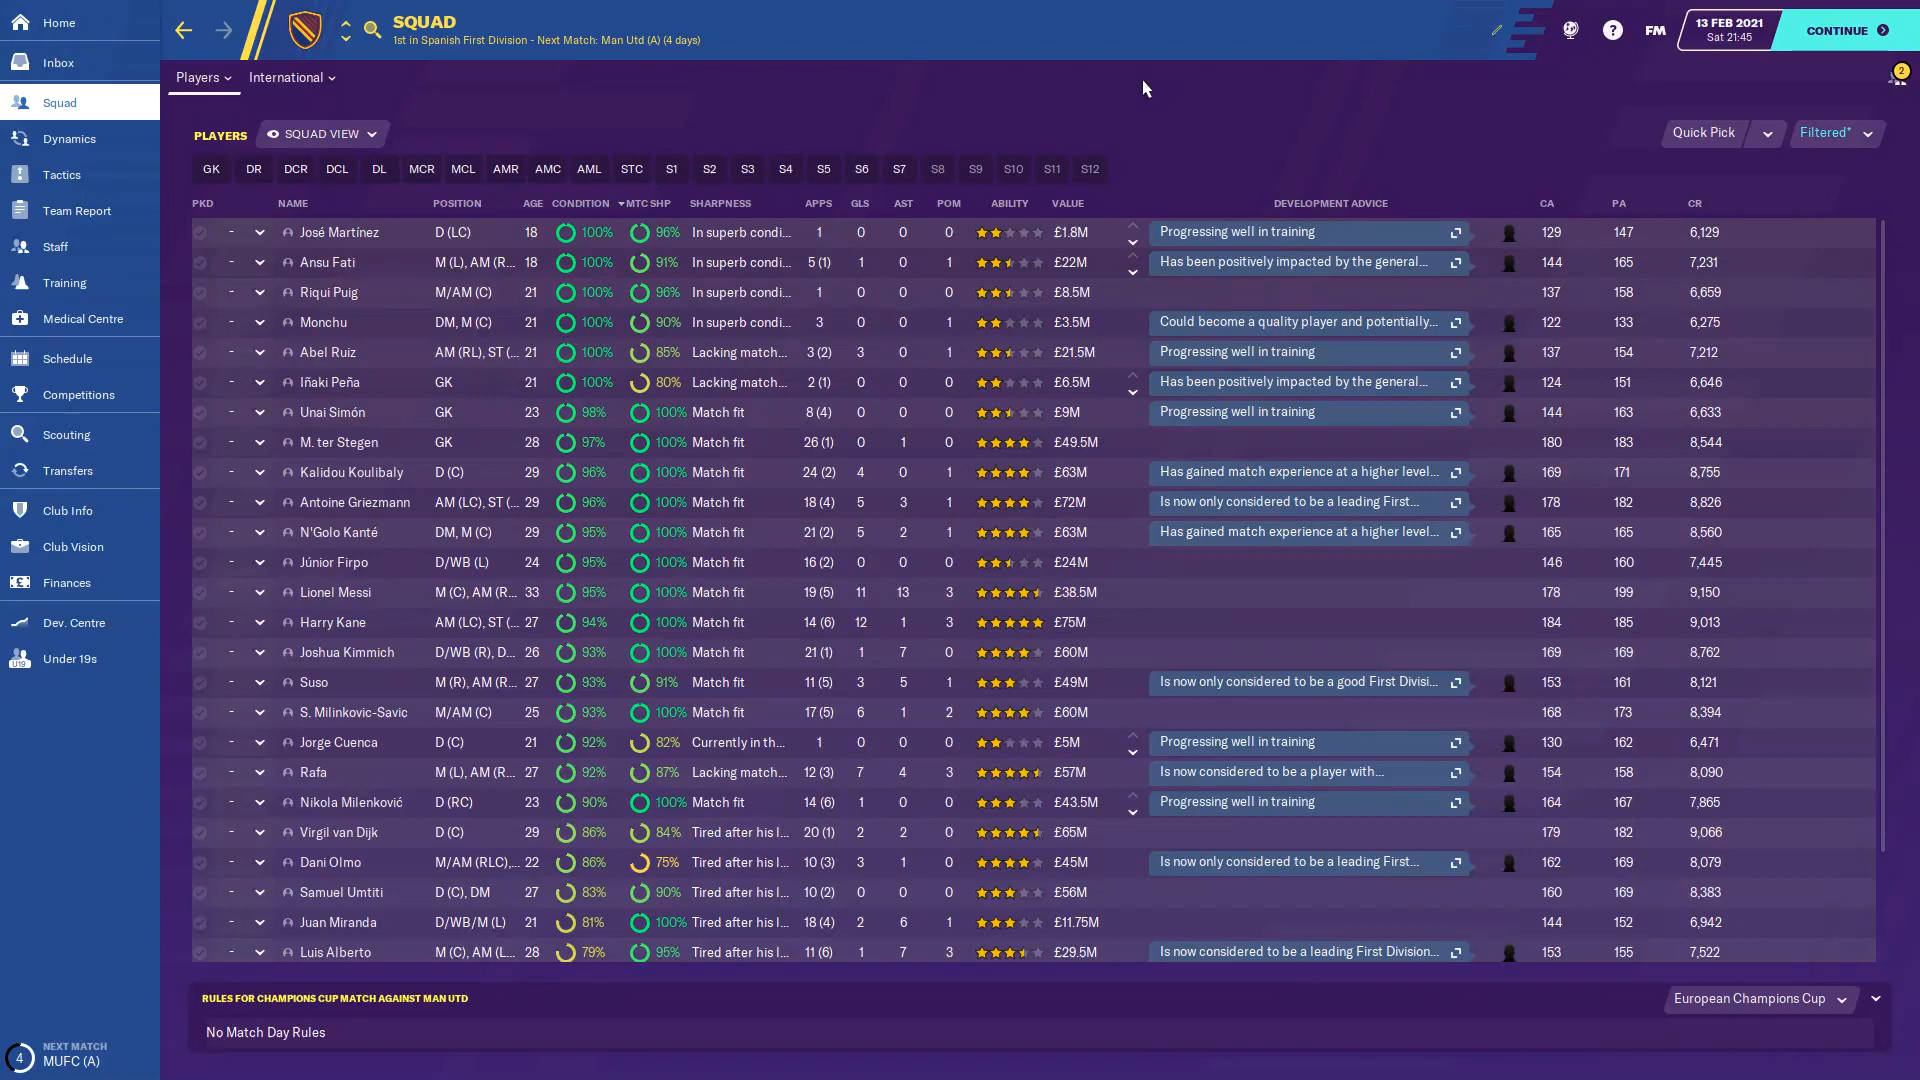 Home
Inbox
Squad
Dynamics
Tactics
Team Report
Staff
Training
Medical Centre
Schedule
Competitions
Scouting
Transfers
Club Info
Club Vision
Finances
Dev. Centre
U19 Under 19s
4 NEXT MATCH
MUFC (A)
SQUAD
1st in Spanish First Division - Next Match: Man Utd (A) (4 days)
? FM 13 FEB 2021
Sat 21:45
CONTINUE
2
Players International
PLAYERS SQUAD VIEW Quick Pick Filtered*
GK DR DCR DCL DL MCR MCL AMR AMC AML STC S1 S2 S3 S4 S5 S6 S7 S8 S9 S10 S11 S12
PKD NAME POSITION AGE CONDITION MTC SHP SHARPNESS APPS GLS AST POM ABILITY VALUE DEVELOPMENT ADVICE CA PA CR
- José Martínez D (LC) 18 100% 96% In superb condi... 1 0 0 0 £1.8M Progressing well in training 129 147 6,129
- Ansu Fati M (L), AM (R... 18 100% 91% In superb condi... 5 (1) 1 0 1 £22M Has been positively impacted by the general... 144 165 7,231
- Riqui Puig M/AM (C) 21 100% 96% In superb condi... 1 0 0 0 £8.5M 137 158 6,659
- Monchu DM, M (C) 21 100% 90% In superb condi... 3 0 0 1 £3.5M Could become a quality player and potentially... 122 133 6,275
- Abel Ruiz AM (RL), ST (... 21 100% 85% Lacking match... 3 (2) 3 0 1 £21.5M Progressing well in training 137 154 7,212
- Iñaki Peña GK 21 100% 80% Lacking match... 2 (1) 0 0 0 £6.5M Has been positively impacted by the general... 124 151 6,646
- Unai Simón GK 23 98% 100% Match fit 8 (4) 0 0 0 £9M Progressing well in training 144 163 6,633
- M. ter Stegen GK 28 97% 100% Match fit 26 (1) 0 1 0 £49.5M 180 183 8,544
- Kalidou Koulibaly D (C) 29 96% 100% Match fit 24 (2) 4 0 1 £63M Has gained match experience at a higher level... 169 171 8,755
- Antoine Griezmann AM (LC), ST (... 29 96% 100% Match fit 18 (4) 5 3 1 £72M Is now only considered to be a leading First... 178 182 8,826
- N'Golo Kanté DM, M (C) 29 95% 100% Match fit 21 (2) 5 2 1 £63M Has gained match experience at a higher level... 165 165 8,560
- Júnior Firpo D/WB (L) 24 95% 100% Match fit 16 (2) 0 0 0 £24M 146 160 7,445
- Lionel Messi M (C), AM (R... 33 95% 100% Match fit 19 (5) 11 13 3 £38.5M 178 199 9,150
- Harry Kane AM (LC), ST (... 27 94% 100% Match fit 14 (6) 12 1 3 £75M 184 185 9,013
- Joshua Kimmich D/WB (R), D... 26 93% 100% Match fit 21 (1) 1 7 0 £60M 169 169 8,762
- Suso M (R), AM (R... 27 93% 91% Match fit 11 (5) 3 5 1 £49M Is now only considered to be a good First Divisi... 153 161 8,121
- S. Milinkovic-Savic M/AM (C) 25 93% 100% Match fit 17 (5) 6 1 2 £60M 168 173 8,394
- Jorge Cuenca D (C) 21 92% 82% Currently in th... 1 0 0 0 £5M Progressing well in training 130 162 6,471
- Rafa M (L), AM (R... 27 92% 87% Lacking match... 12 (3) 7 4 3 £57M Is now considered to be a player with... 154 158 8,090
- Nikola Milenković D (RC) 23 90% 100% Match fit 14 (6) 1 0 0 £43.5M Progressing well in training 164 167 7,865
- Virgil van Dijk D (C) 29 86% 84% Tired after his l... 20 (1) 2 2 0 £65M 179 182 9,066
- Dani Olmo M/AM (RLC),... 22 86% 75% Tired after his l... 10 (3) 3 1 0 £45M Is now only considered to be a leading First... 162 169 8,079
- Samuel Umtiti D (C), DM 27 83% 90% Tired after his l... 10 (2) 0 0 0 £56M 160 169 8,383
- Juan Miranda D/WB/M (L) 21 81% 100% Tired after his l... 18 (4) 2 6 1 £11.75M 144 152 6,942
- Luis Alberto M (C), AM (L... 28 79% 95% Tired after his l... 11 (6) 1 7 3 £29.5M Is now considered to be a leading First Division... 153 155 7,522
RULES FOR CHAMPIONS CUP MATCH AGAINST MAN UTD European Champions Cup
No Match Day Rules